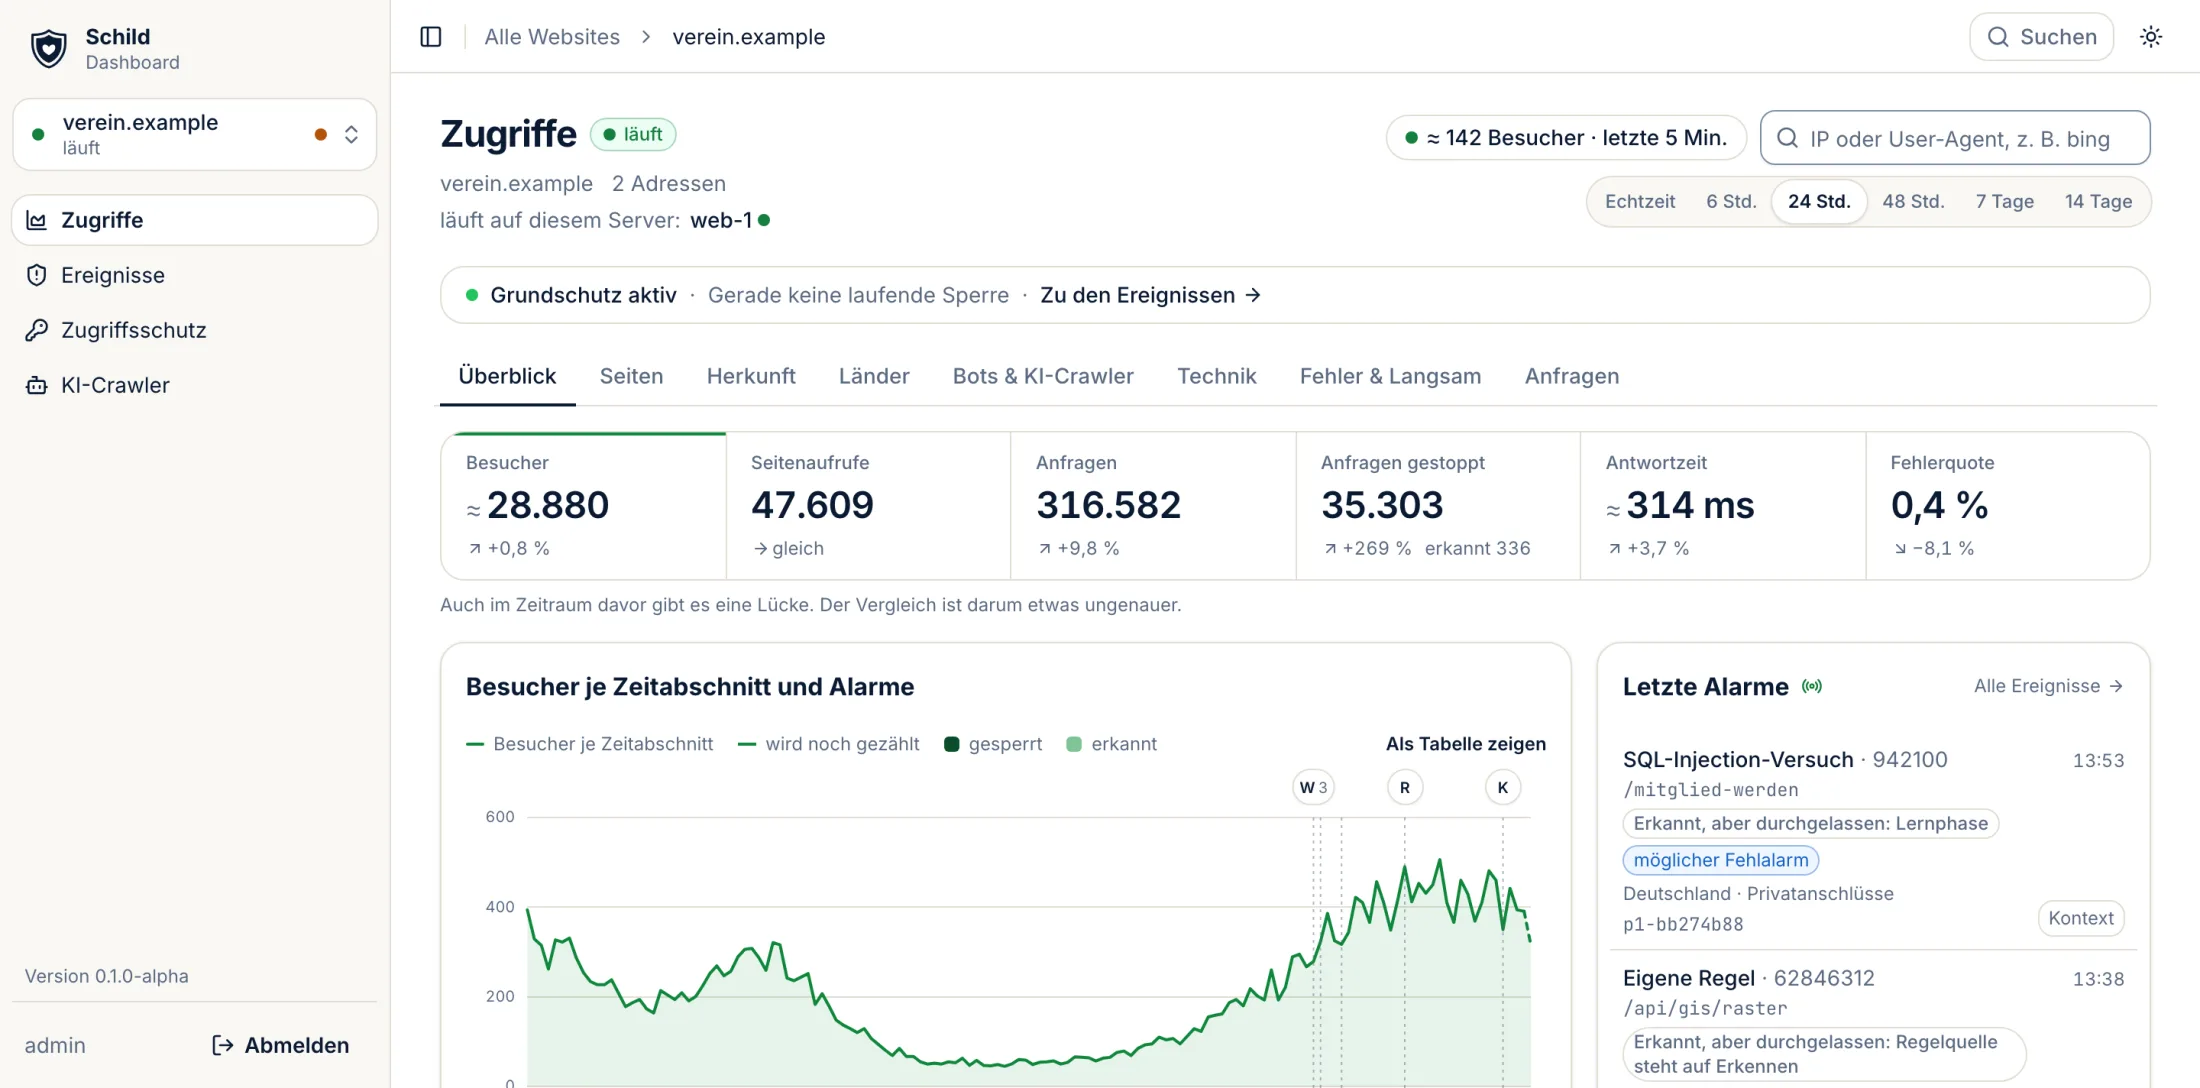 Schild
Dashboard
verein.example
läuft
Zugriffe
Ereignisse
Zugriffsschutz
KI-Crawler
Version 0.1.0-alpha
admin
Abmelden
Alle Websites
verein.example
Suchen
Zugriffe
läuft
≈ 142 Besucher · letzte 5 Min.
IP oder User-Agent, z. B. bing
verein.example 2 Adressen
läuft auf diesem Server: web-1
Echtzeit 6 Std. 24 Std. 48 Std. 7 Tage 14 Tage
Grundschutz aktiv · Gerade keine laufende Sperre · Zu den Ereignissen →
Überblick Seiten Herkunft Länder Bots & KI-Crawler Technik Fehler & Langsam Anfragen
Besucher
≈ 28.880
↗ +0,8 %
Seitenaufrufe
47.609
→ gleich
Anfragen
316.582
↗ +9,8 %
Anfragen gestoppt
35.303
↗ +269 % erkannt 336
Antwortzeit
≈ 314 ms
↗ +3,7 %
Fehlerquote
0,4 %
↘ −8,1 %
Auch im Zeitraum davor gibt es eine Lücke. Der Vergleich ist darum etwas ungenauer.
Besucher je Zeitabschnitt und Alarme
Besucher je Zeitabschnitt wird noch gezählt gesperrt erkannt
Als Tabelle zeigen
W 3 R K
600
400
200
0
Letzte Alarme
Alle Ereignisse →
SQL-Injection-Versuch · 942100 13:53
/mitglied-werden
Erkannt, aber durchgelassen: Lernphase
möglicher Fehlalarm
Deutschland · Privatanschlüsse
p1-bb274b88
Kontext
Eigene Regel · 62846312 13:38
/api/gis/raster
Erkannt, aber durchgelassen: Regelquelle
steht auf Erkennen